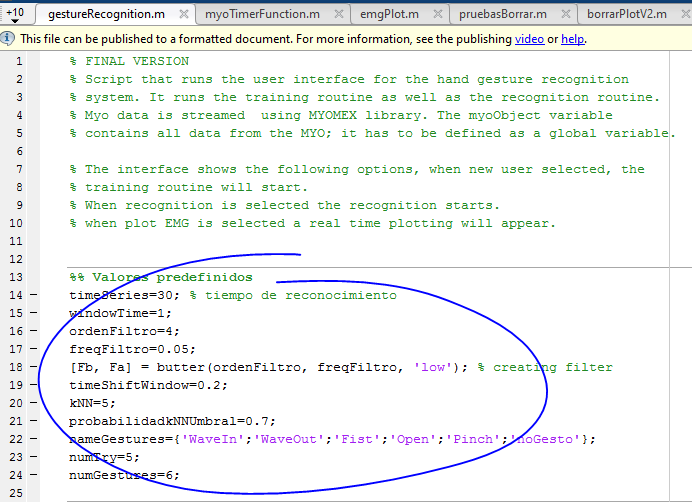 +10
gestureRecognition.m × myoTimerFunction.m × emgPlot.m × pruebasBorrar.m × borrarPlotV2.m ×
This file can be published to a formatted document. For more information, see the publishing video or help.
1 % FINAL VERSION
2 % Script that runs the user interface for the hand gesture recognition
3 % system. It runs the training routine as well as the recognition routine.
4 % Myo data is streamed  using MYOMEX library. The myoObject variable
5 % contains all data from the MYO; it has to be defined as a global variable.
6
7 % The interface shows the following options, when new user selected, the
8 % training routine will start.
9 % When recognition is selected the recognition starts.
10 % when plot EMG is selected a real time plotting will appear.
11
12
13 %% Valores predefinidos
14 – timeSeries=30; % tiempo de reconocimiento
15 – windowTime=1;
16 – ordenFiltro=4;
17 – freqFiltro=0.05;
18 – [Fb, Fa] = butter(ordenFiltro, freqFiltro, 'low'); % creating filter
19 – timeShiftWindow=0.2;
20 – kNN=5;
21 – probabilidadkNNUmbral=0.7;
22 – nameGestures={'WaveIn';'WaveOut';'Fist';'Open';'Pinch';'noGesto'};
23 – numTry=5;
24 – numGestures=6;
25